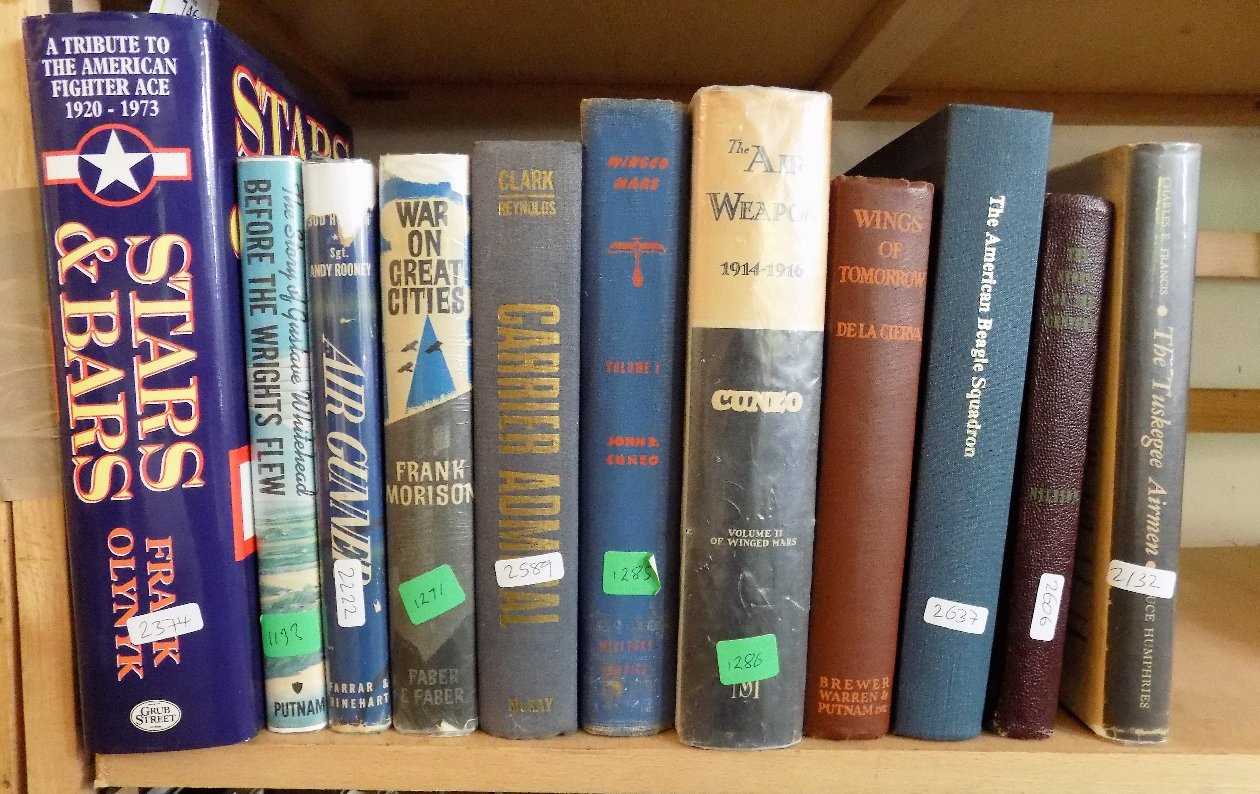 A TRIBUTE TO
THE AMERICAN
FIGHTER ACE
1920 - 1973
STARS
& BARS
FRANK
OLYNYK
2374
GRUB
STREET
STARS
The Story of Gustave Whitehead
BEFORE THE WRIGHTS FLEW
1198
PUTNAM
Sgt.
ANDY ROONEY
AIR GUNNER
2222
FARRAR &
RINEHART
WAR
ON
GREAT
CITIES
FRANK
MORISON
1271
FABER
& FABER
CLARK
REYNOLDS
CARRIER ADMIRAL
2589
McKAY
WINGED
MARS
VOLUME I
JOHN R.
CUNEO
1285
The AIR
WEAPON
1914-1916
CUNEO
VOLUME II
OF WINGED MARS
1286
WINGS
OF
TOMORROW
DE LA CIERVA
BREWER
WARREN &
PUTNAM INC
The American Beagle Squadron
2637
2606
CHARLES E. FRANCIS • The Tuskegee Airmen • BRUCE HUMPHRIES
2132